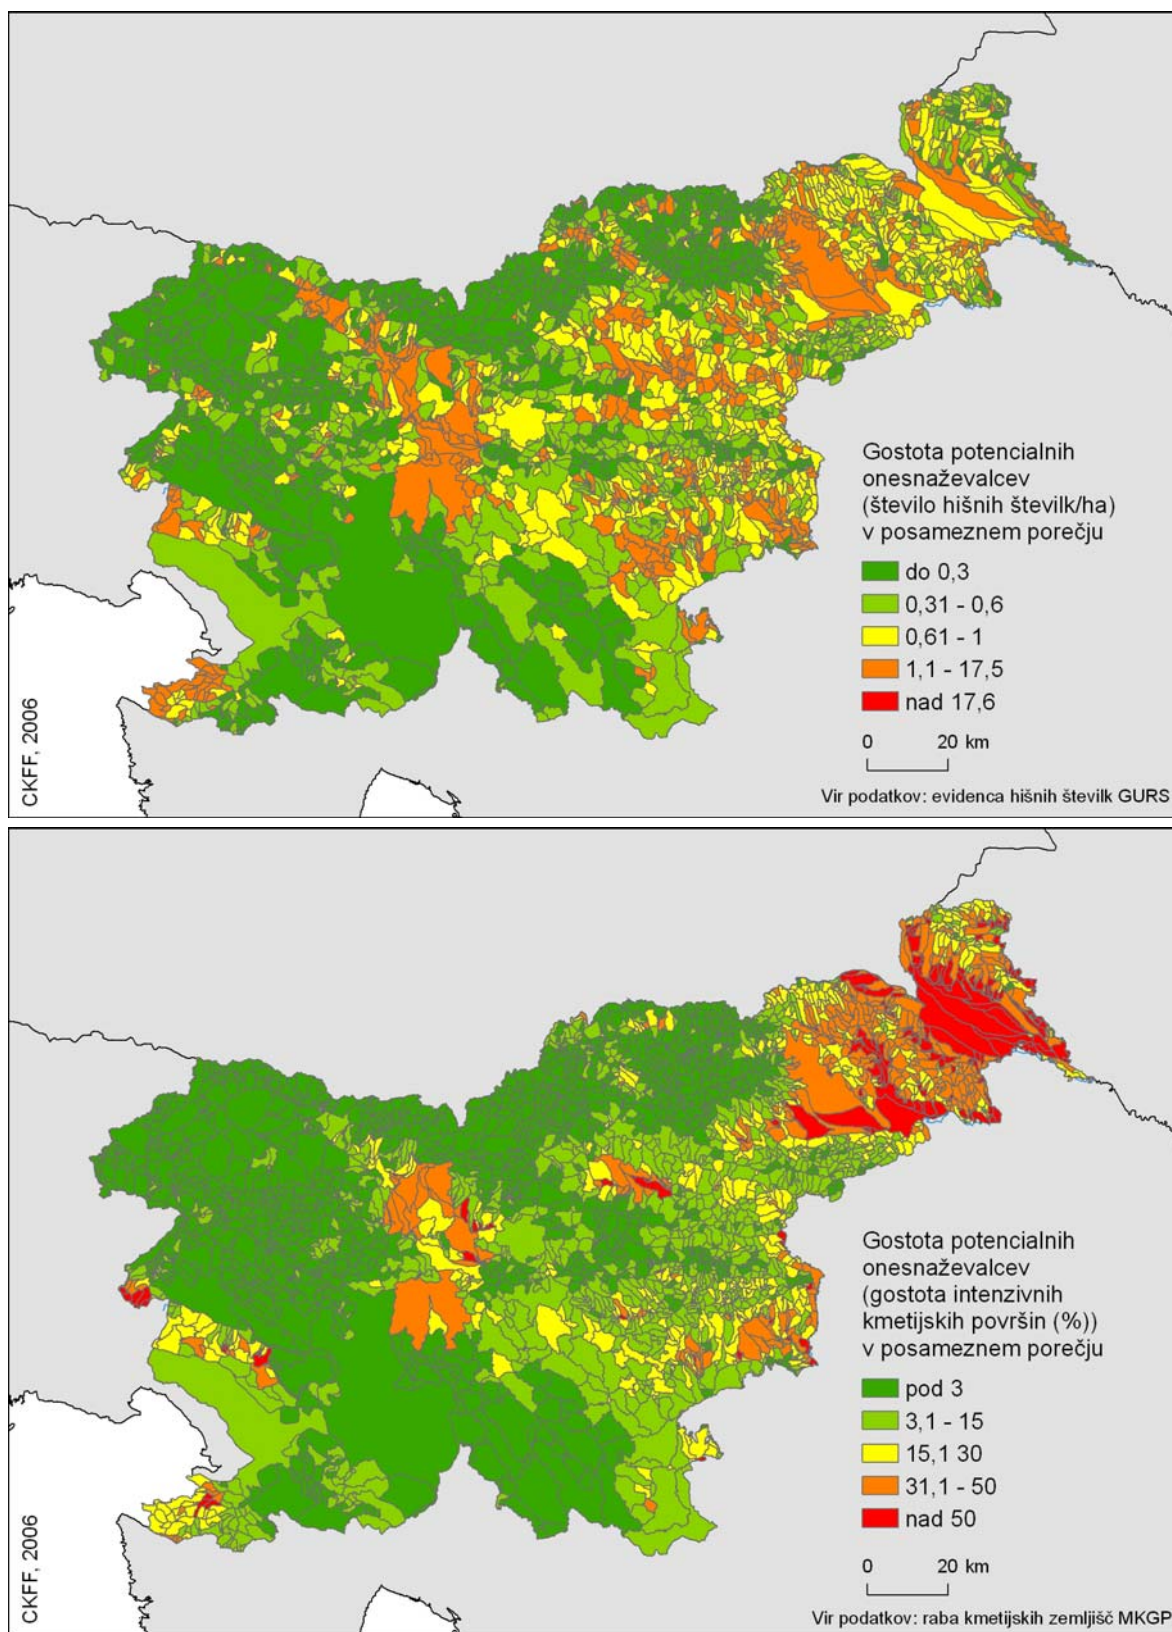 Gostota potencialnih
onesnaževalcev
(število hišnih številk/ha)
v posameznem porečju
do 0,3
0,31 - 0,6
0,61 - 1
1,1 - 17,5
nad 17,6
0 20 km
CKFF, 2006
Vir podatkov: evidenca hišnih številk GURS
Gostota potencialnih
onesnaževalcev
(gostota intenzivnih
kmetijskih površin (%))
v posameznem porečju
pod 3
3,1 - 15
15,1 30
31,1 - 50
nad 50
0 20 km
CKFF, 2006
Vir podatkov: raba kmetijskih zemljišč MKGP